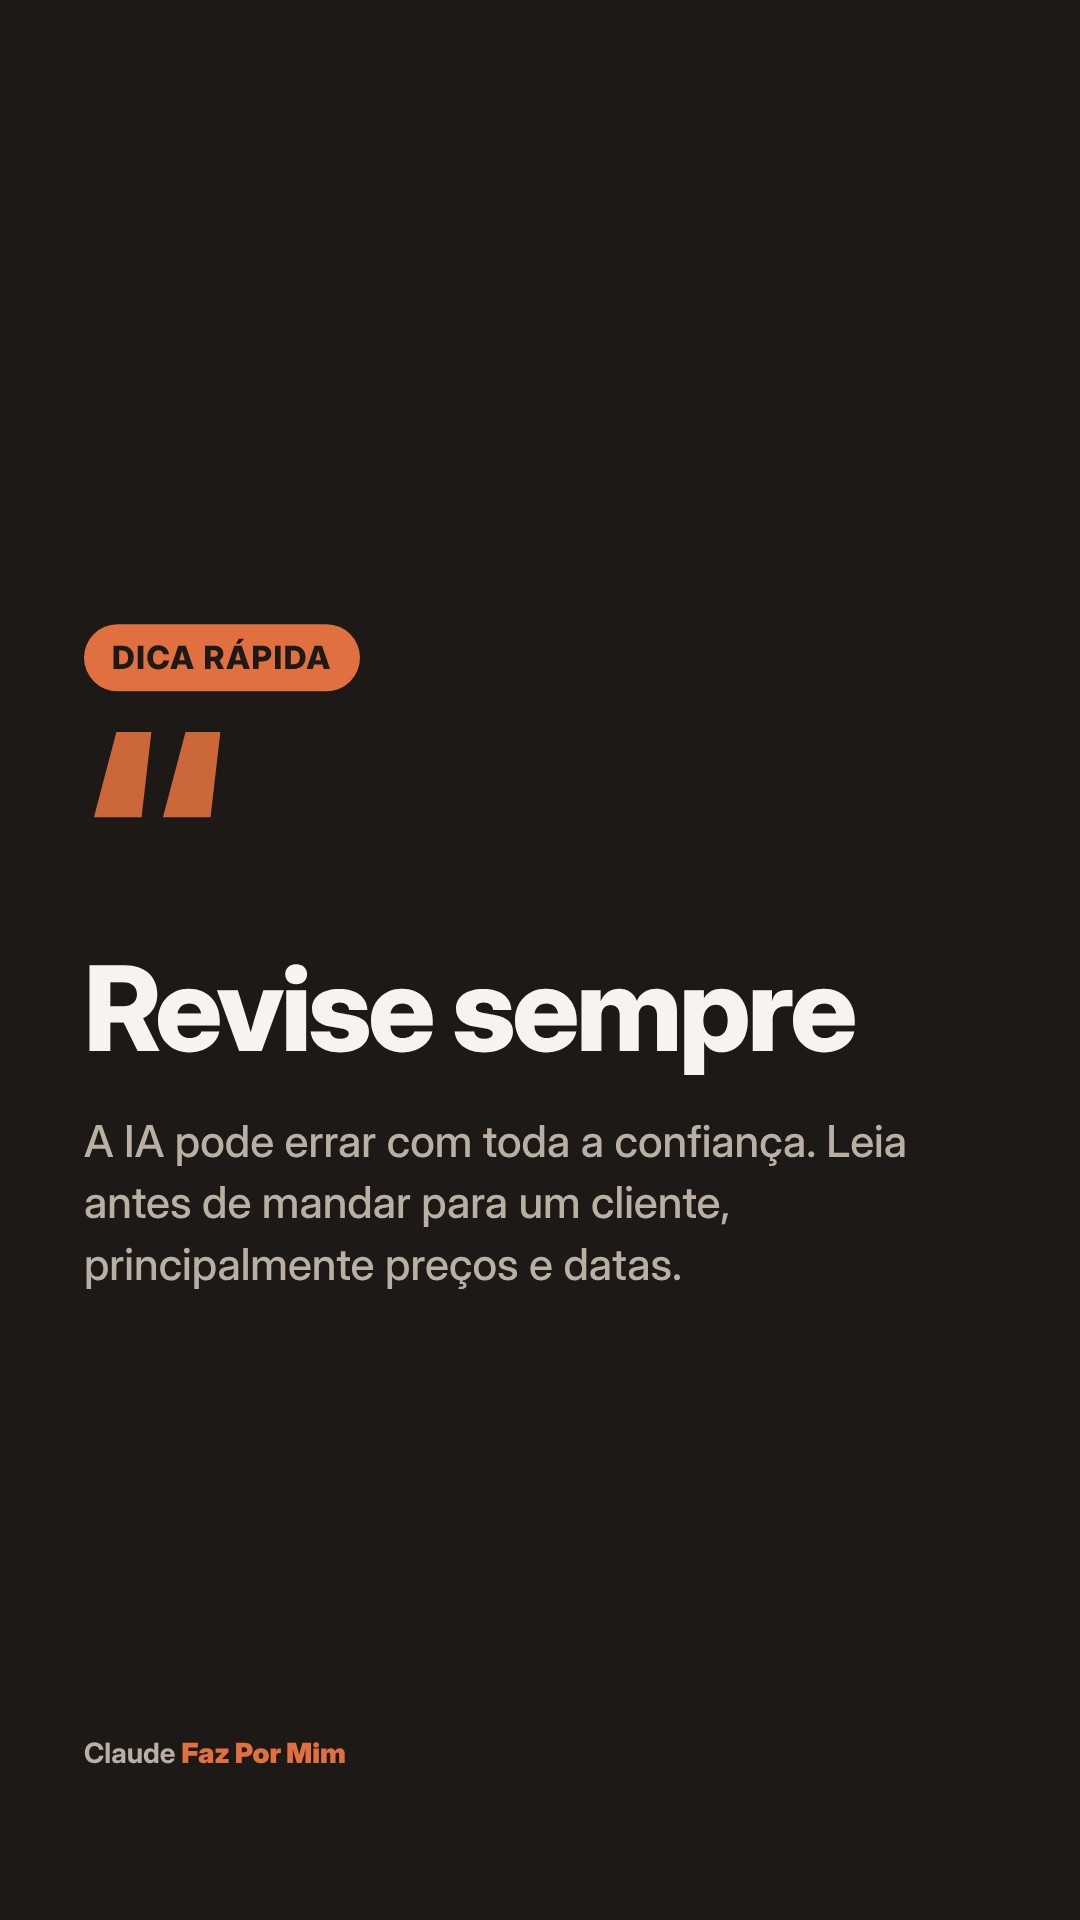 DICA RÁPIDA
"
Revise sempre
A IA pode errar com toda a confiança. Leia
antes de mandar para um cliente,
principalmente preços e datas.
Claude Faz Por Mim